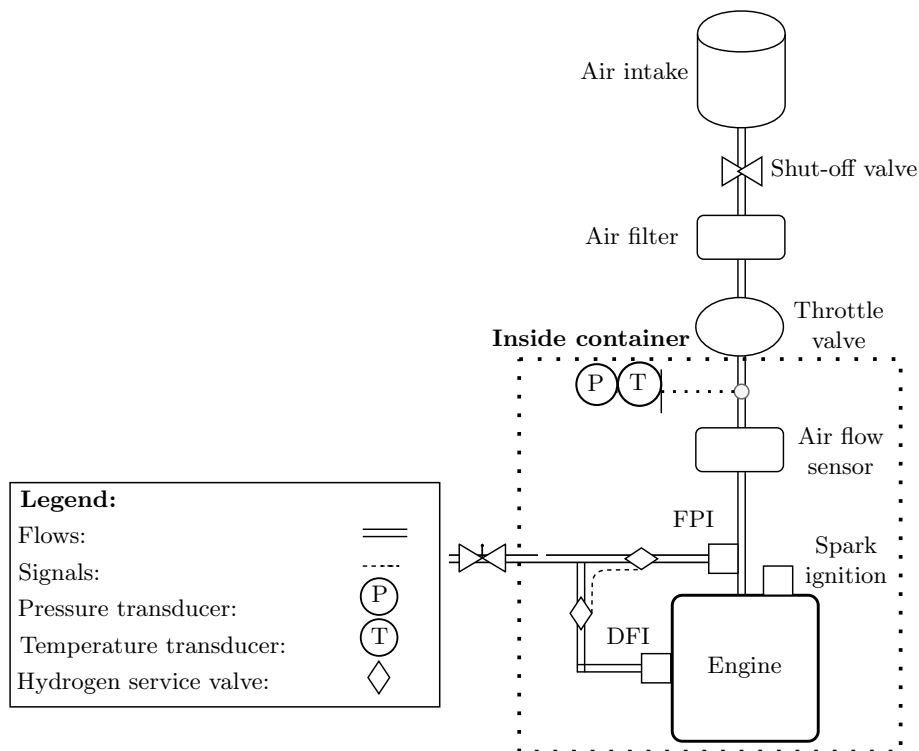 Air intake
Shut-off valve
Air filter
Throttle
valve
Inside container
P
T
Air flow
sensor
FPI
Spark
ignition
DFI
Engine
Legend:
Flows:
Signals:
Pressure transducer: P
Temperature transducer: T
Hydrogen service valve: